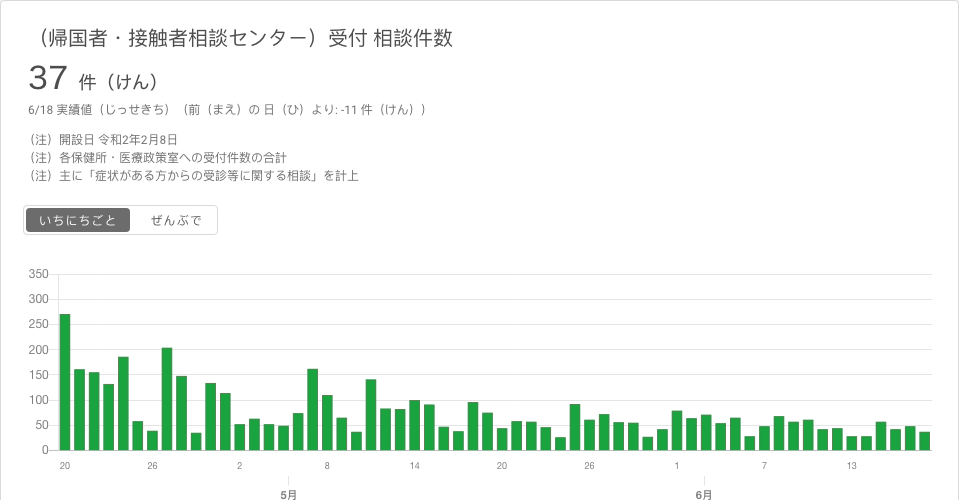 （帰国者・接触者相談センター）受付 相談件数
37 件（けん）
6/18 実績値（じっせきち）（前（まえ）の 日（ひ）より: -11 件（けん））
（注）開設日 令和2年2月8日
（注）各保健所・医療政策室への受付件数の合計
（注）主に「症状がある方からの受診等に関する相談」を計上
いちにちごと ぜんぶで
350
300
250
200
150
100
50
0
20 26 2 8 14 20 26 1 7 13
5月 6月